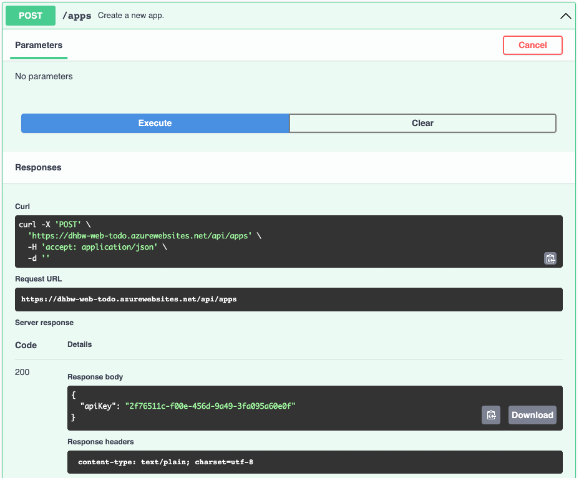 POST /apps Create a new app.
Parameters Cancel
No parameters
Execute Clear
Responses
Curl
curl -X 'POST' \
'https://dhbw-web-todo.azurewebsites.net/api/apps' \
-H 'accept: application/json' \
-d ''
Request URL
https://dhbw-web-todo.azurewebsites.net/api/apps
Server response
Code Details
200
Response body
{
"apiKey": "2f76511c-f00e-456d-9a49-3fa095a60e0f"
}
Download
Response headers
content-type: text/plain; charset=utf-8